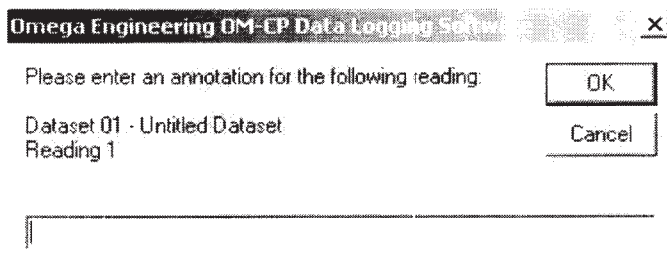 Omega Engineering OM-CP Data Logging
Please enter an annotation for the following reading:
OK
Dataset 01 - Untitled Dataset
Reading 1
Cancel